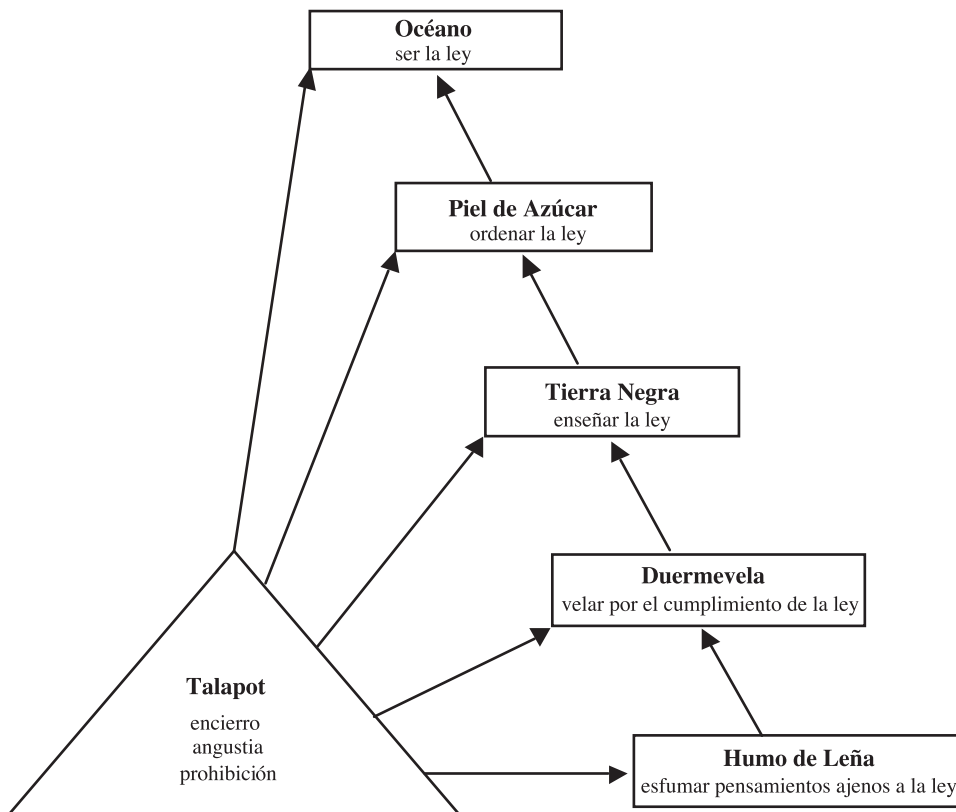 Océano
ser la ley
Piel de Azúcar
ordenar la ley
Tierra Negra
enseñar la ley
Duermevela
velar por el cumplimiento de la ley
Talapot
encierro
angustia
prohibición
Humo de Leña
esfumar pensamientos ajenos a la ley